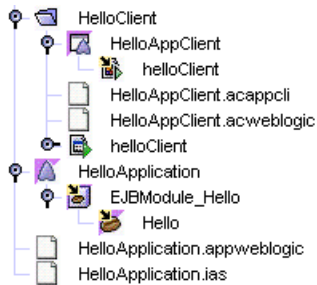 HelloClient
HelloAppClient
helloClient
HelloAppClient.acappcli
HelloAppClient.acweblogic
helloClient
HelloApplication
EJBModule_Hello
Hello
HelloApplication.appweblogic
HelloApplication.ias